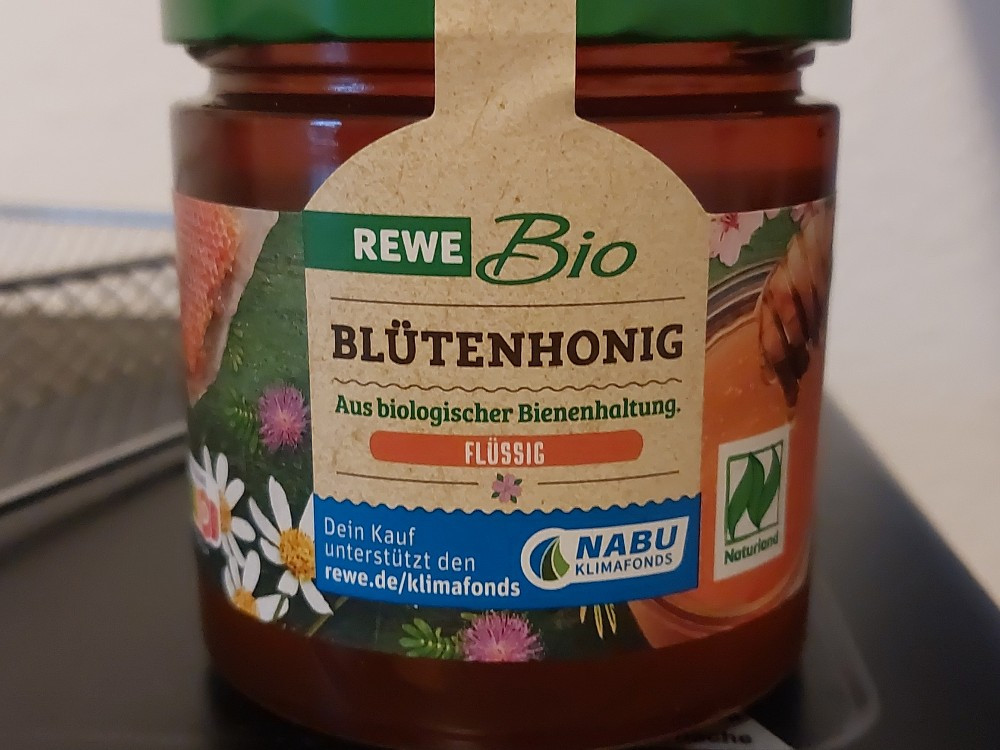 REWE Bio
BLÜTENHONIG
Aus biologischer Bienenhaltung.
FLÜSSIG
Dein Kauf
unterstützt den
rewe.de/klimafonds
NABU
KLIMAFONDS
Naturland